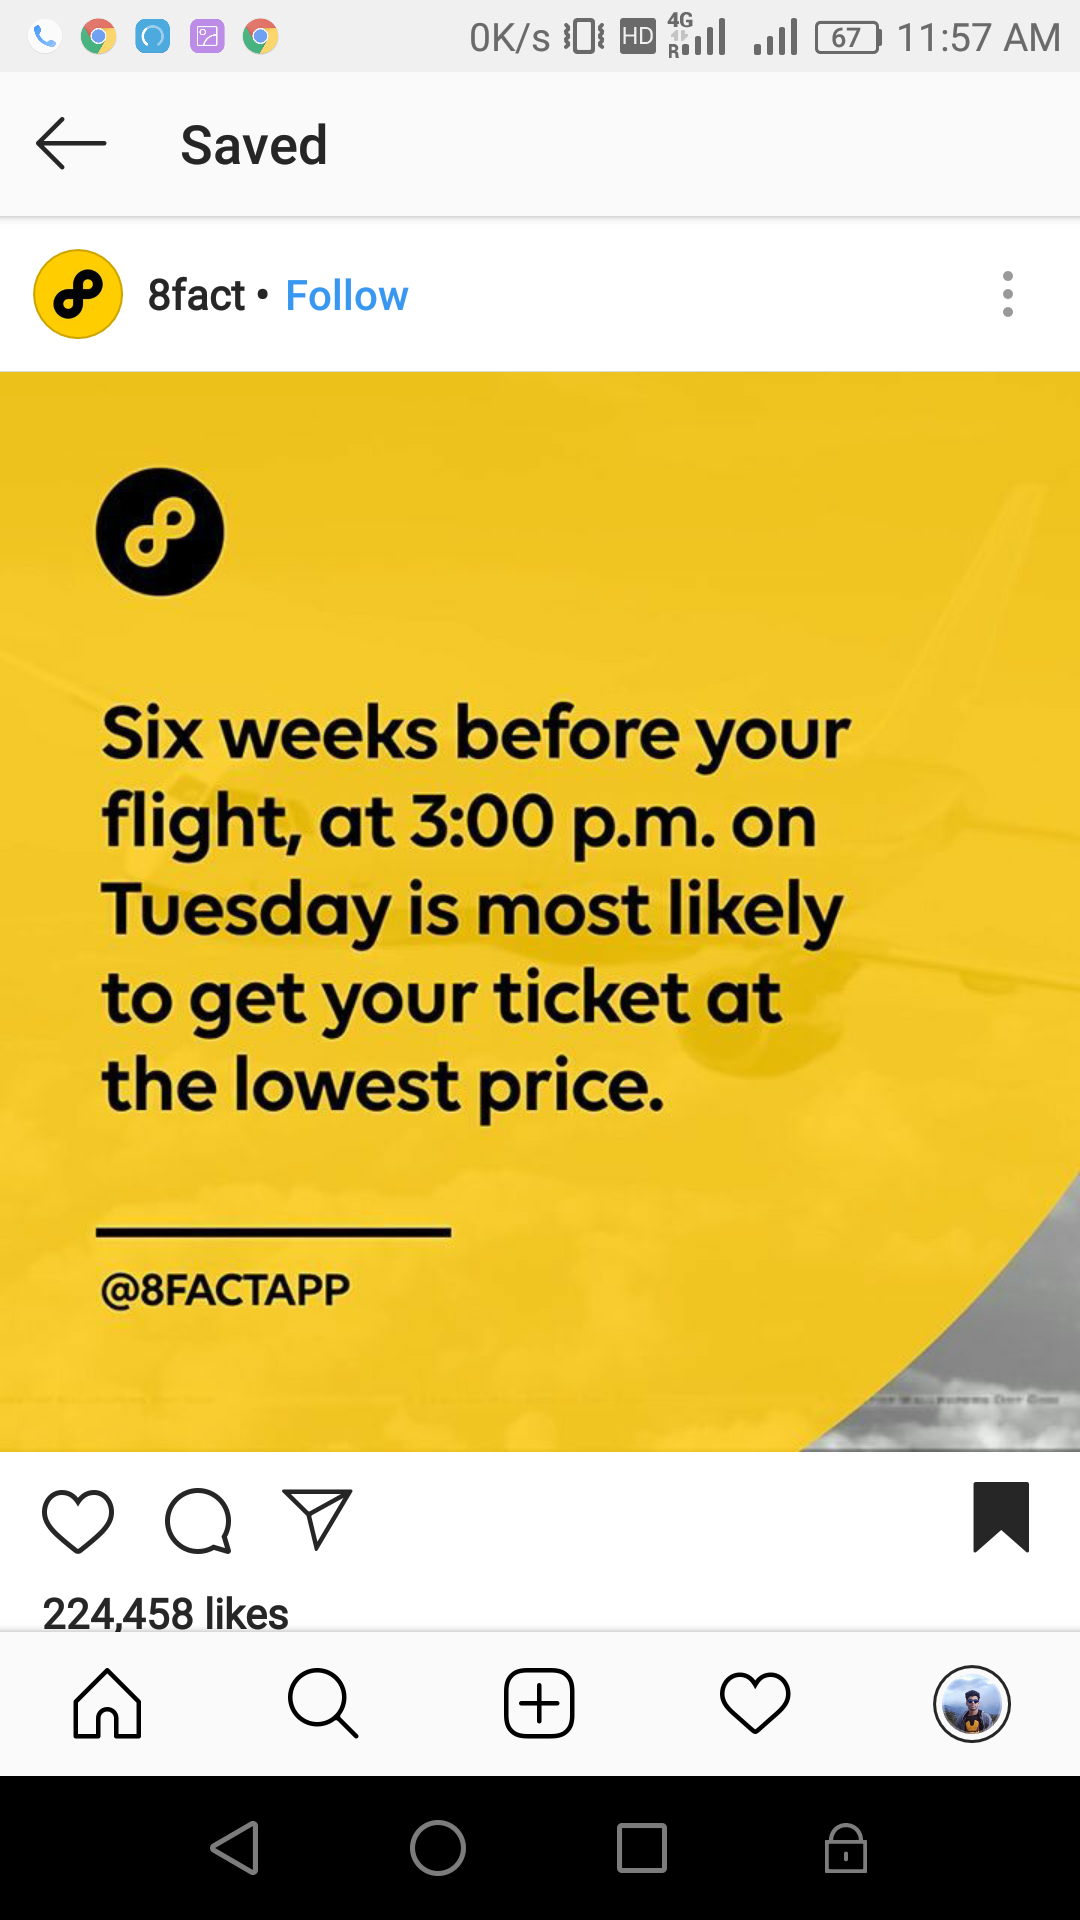 0K/s HD 4G R 67 11:57 AM
Saved
8fact • Follow
Six weeks before your
flight, at 3:00 p.m. on
Tuesday is most likely
to get your ticket at
the lowest price.
@8FACTAPP
224,458 likes